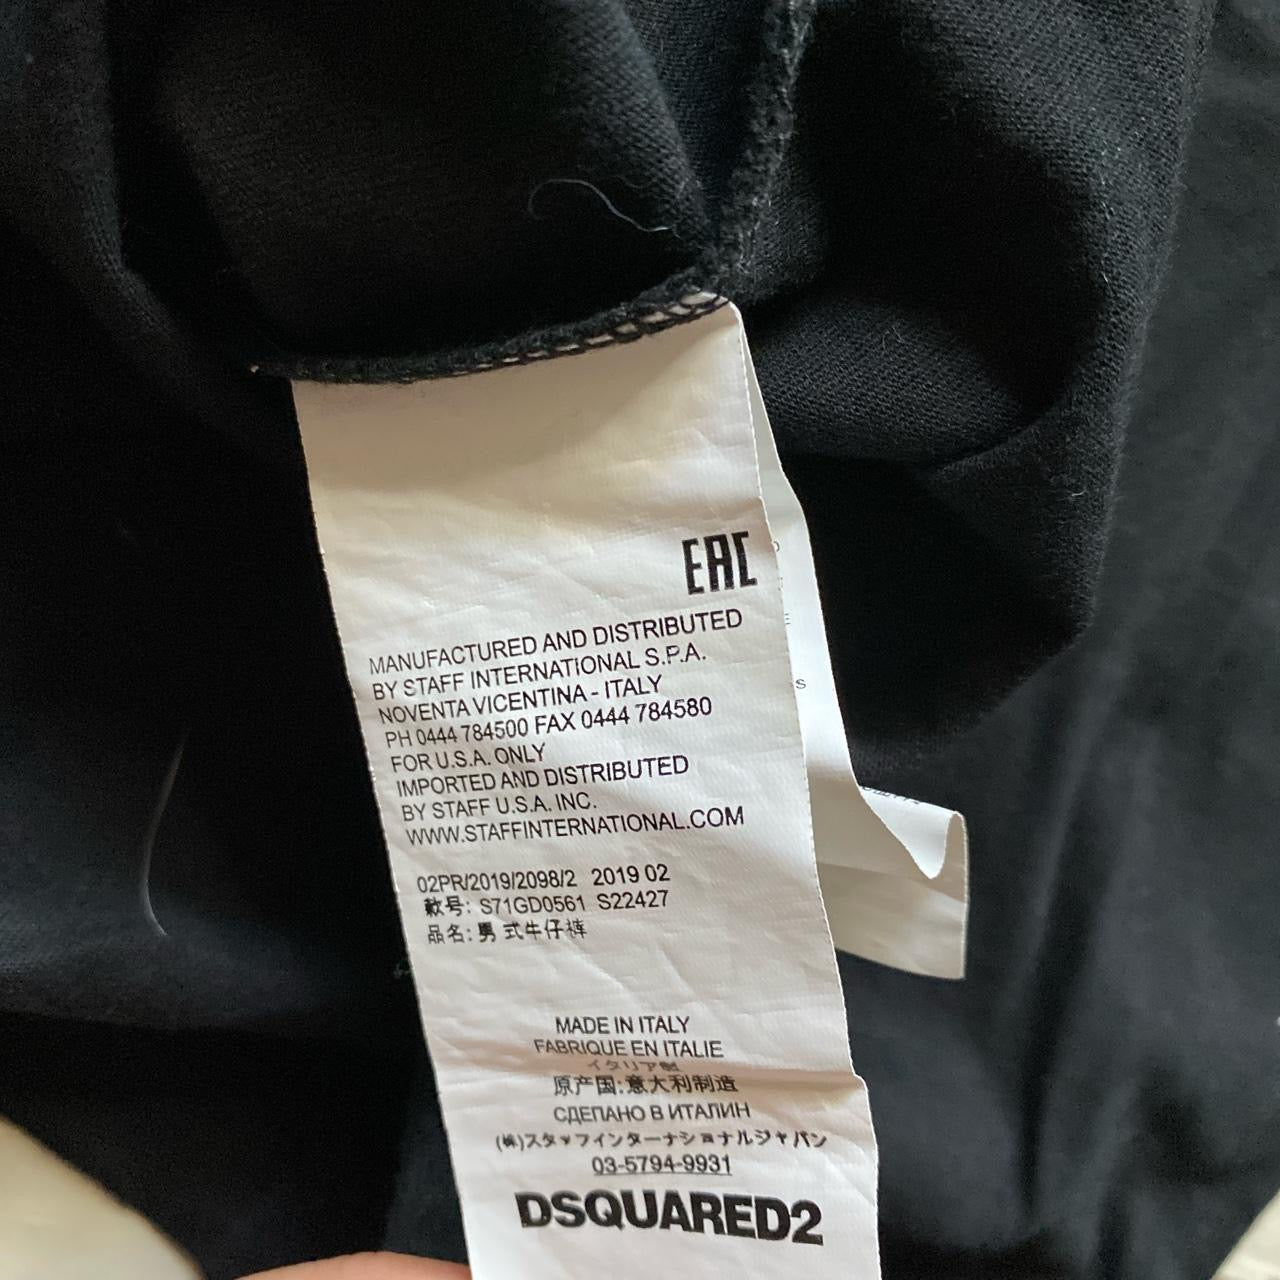 EAC
MANUFACTURED AND DISTRIBUTED
BY STAFF INTERNATIONAL S.P.A.
NOVENTA VICENTINA - ITALY
PH 0444 784500 FAX 0444 784580
FOR U.S.A. ONLY
IMPORTED AND DISTRIBUTED
BY STAFF U.S.A. INC.
WWW.STAFFINTERNATIONAL.COM
02PR/2019/2098/2 2019 02
款号: S71GD0561 S22427
品名: 男 式牛仔裤
MADE IN ITALY
FABRIQUE EN ITALIE
イタリア製
原产国:意大利制造
СДЕПАНО В ИТАЛИН
(株)スタッフインターナショナルジャパン
03-5794-9931
DSQUARED2